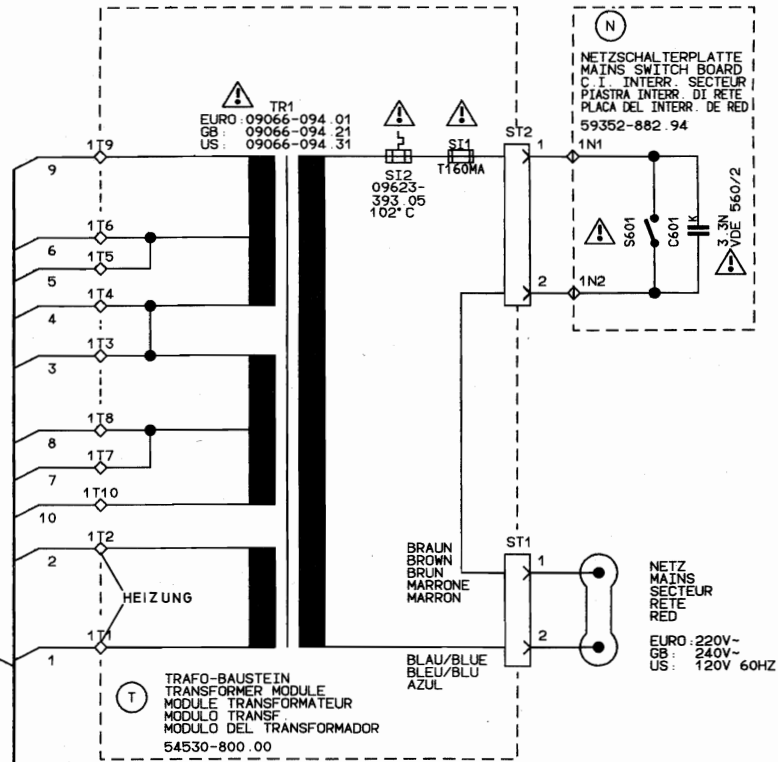 N
NETZSCHALTERPLATTE
MAINS SWITCH BOARD
C.I. INTERR. SECTEUR
PIASTRA INTERR. DI RETE
PLACA DEL INTERR. DE RED
59352-882.94
TR1
EURO: 09066-094.01
GB: 09066-094.21
US: 09066-094.31
SI2
09623-
393.05
102°C
SI1
T160MA
ST2
1
1N1
2
1N2
S601
C601
K
3.3N
VDE 560/2
1T9
9
1T6
6
1T5
5
1T4
4
1T3
3
1T8
8
1T7
7
1T10
10
1T2
2
HEIZUNG
1T1
1
BRAUN
BROWN
BRUN
MARRONE
MARRON
ST1
1
2
BLAU/BLUE
BLEU/BLU
AZUL
NETZ
MAINS
SECTEUR
RETE
RED
EURO: 220V~
GB: 240V~
US: 120V 60HZ
T
TRAFO-BAUSTEIN
TRANSFORMER MODULE
MODULE TRANSFORMATEUR
MODULO TRANSF.
MODULO DEL TRANSFORMADOR
54530-800.00